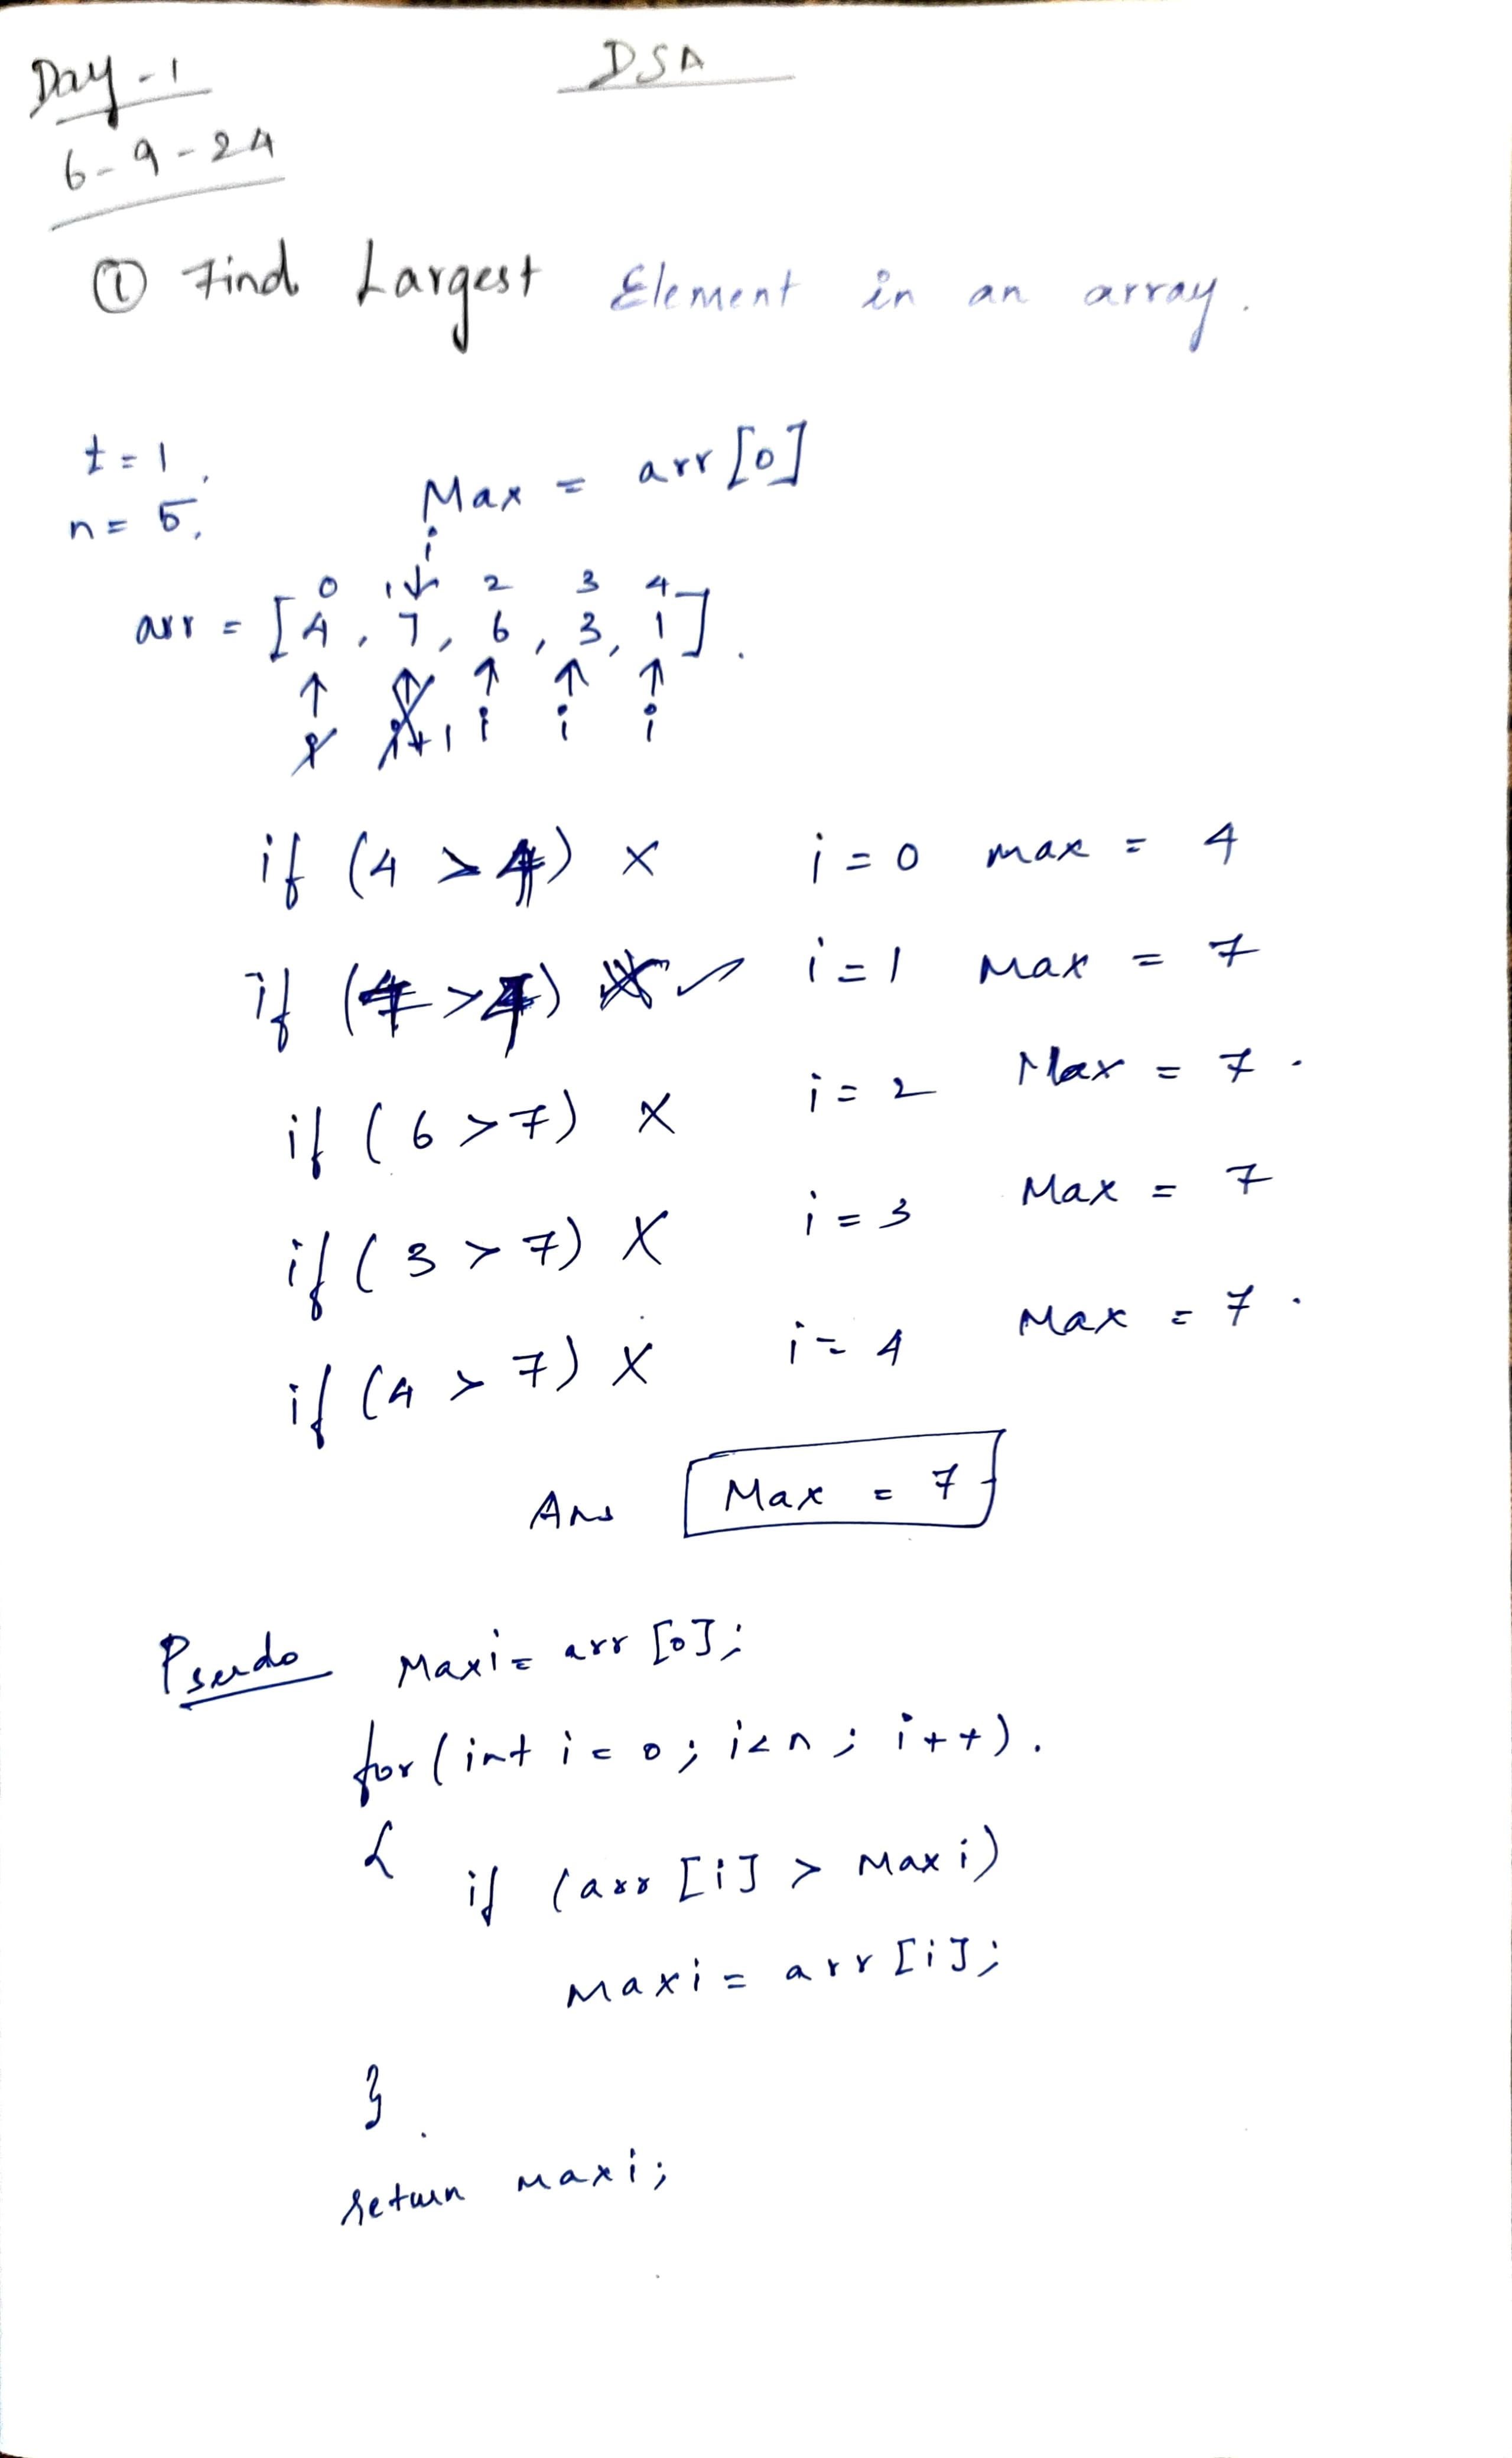 Day-1
DSA
6-9-24
① Find Largest Element in an array.
t=1,
n=5,
Max = arr[0]
i
0 1 2 3 4
arr = [4, 7, 6, 3, 1].
i i+1 i i i
if (4 > 4) × i=0 max = 4
if (7 > 4) ✓ i=1 Max = 7
if (6 > 7) × i=2 Max = 7.
if (3 > 7) × i=3 Max = 7
if (4 > 7) × i=4 Max = 7.
Ans Max = 7
Pseudo Maxi = arr[0];
for(int i=0; i<n; i++).
{
if (arr[i] > Maxi)
Maxi = arr[i];
}.
return maxi;